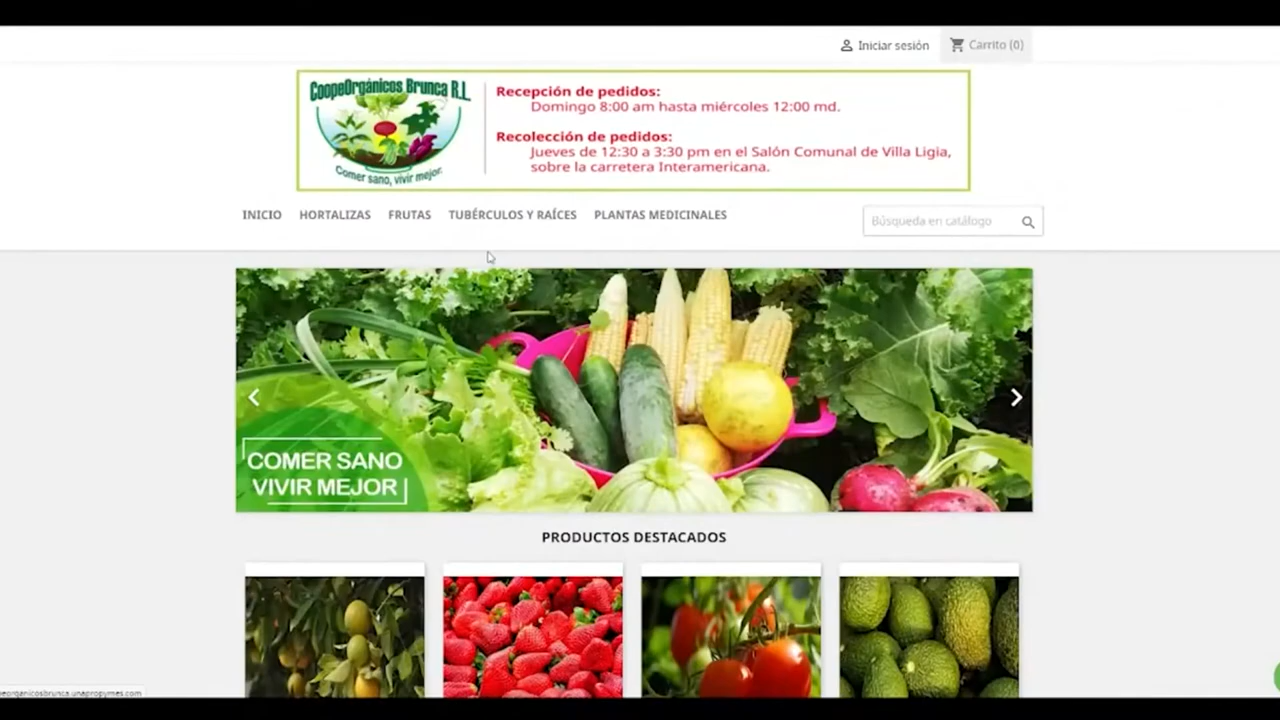 Iniciar sesión
Carrito (0)
CoopeOrgánicos Brunca R.L.
Comer sano, vivir mejor.
Recepción de pedidos:
Domingo 8:00 am hasta miércoles 12:00 md.
Recolección de pedidos:
Jueves de 12:30 a 3:30 pm en el Salón Comunal de Villa Ligia,
sobre la carretera Interamericana.
INICIO HORTALIZAS FRUTAS TUBÉRCULOS Y RAÍCES PLANTAS MEDICINALES
Búsqueda en catálogo
COMER SANO
VIVIR MEJOR
PRODUCTOS DESTACADOS